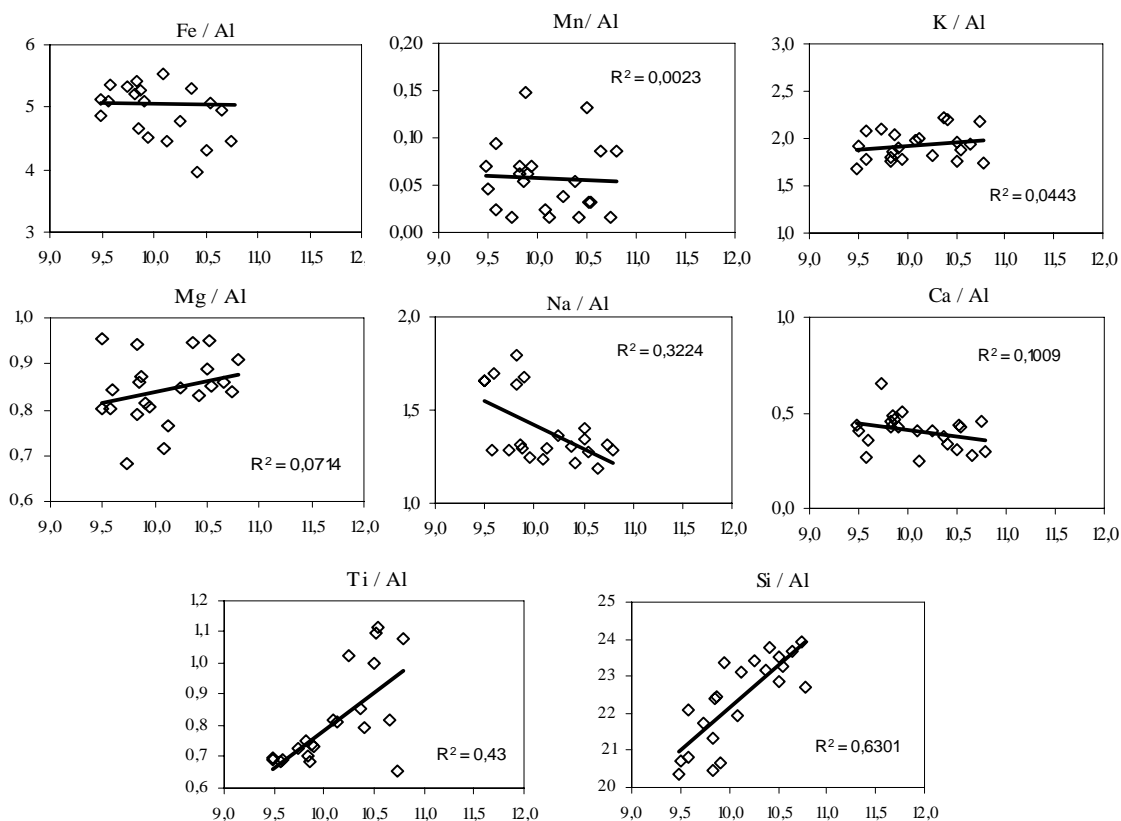 Fe / Al
6
5
4
3
9,0 9,5 10,0 10,5 11,0 11,5 12,
Mn/ Al
0,20
0,15
0,10
0,05
0,00
R² = 0,0023
9,0 9,5 10,0 10,5 11,0 11,5 12,0
K / Al
3,0
2,5
2,0
1,5
1,0
R² = 0,0443
9,0 9,5 10,0 10,5 11,0 11,5 12,0
Mg / Al
1,0
0,9
0,8
0,7
0,6
R² = 0,0714
9,0 9,5 10,0 10,5 11,0 11,5 12,0
Na / Al
2,0
1,5
1,0
R² = 0,3224
9,0 9,5 10,0 10,5 11,0 11,5 12,0
Ca / Al
1,0
0,5
0,0
R² = 0,1009
9,0 9,5 10,0 10,5 11,0 11,5 12,0
Ti / Al
1,2
1,1
1,0
0,9
0,8
0,7
0,6
R² = 0,43
9,0 9,5 10,0 10,5 11,0 11,5 12,0
Si / Al
25
24
23
22
21
20
R² = 0,6301
9,0 9,5 10,0 10,5 11,0 11,5 12,0